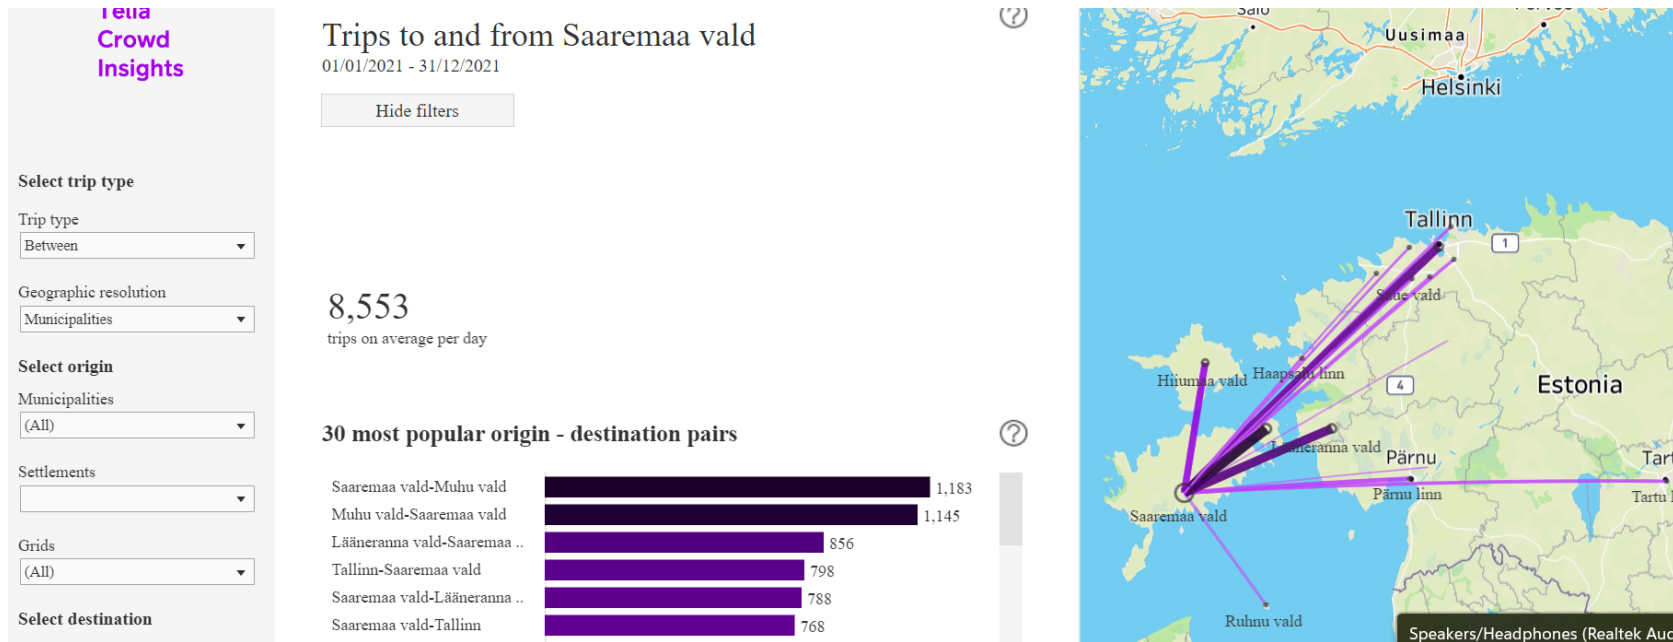 Telia
Crowd
Insights
Select trip type
Trip type
Between
Geographic resolution
Municipalities
Select origin
Municipalities
(All)
Settlements
Grids
(All)
Select destination
Trips to and from Saaremaa vald
01/01/2021 - 31/12/2021
Hide filters
8,553
trips on average per day
30 most popular origin - destination pairs
Saaremaa vald-Muhu vald 1,183
Muhu vald-Saaremaa vald 1,145
Lääneranna vald-Saaremaa .. 856
Tallinn-Saaremaa vald 798
Saaremaa vald-Lääneranna .. 788
Saaremaa vald-Tallinn 768
?
?
Salo
Uusimaa
Helsinki
Tallinn
1
Saue vald
Hiiumaa vald
Haapsalu linn
4
Estonia
Lääneranna vald
Pärnu
Tar
Pärnu linn
Tartu l
Saaremaa vald
Ruhnu vald
Speakers/Headphones (Realtek Aud